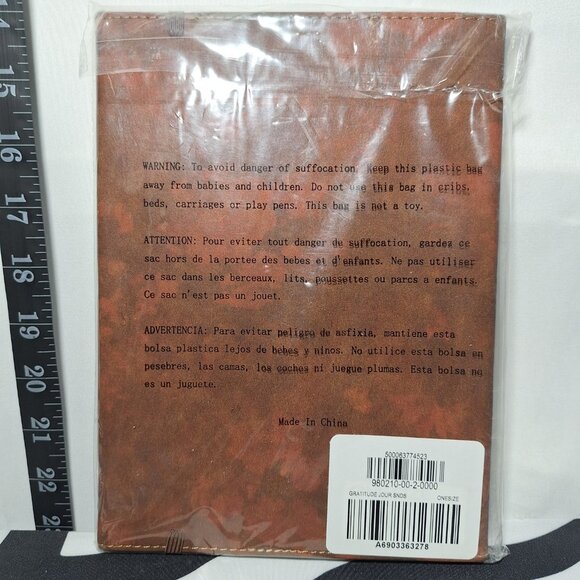 14
15
16
17
18
19
20
21
22
23
WARNING: To avoid danger of suffocation. Keep this plastic bag
away from babies and children. Do not use this bag in cribs,
beds, carriages or play pens. This bag is not a toy.
ATTENTION: Pour eviter tout danger de suffocation, gardez ce
sac hors de la portee des bebes et d'enfants. Ne pas utiliser
ce sac dans les berceaux, lits, poussettes ou parcs a enfants.
Ce sac n'est pas un jouet.
ADVERTENCIA: Para evitar peligro de asfixia, mantiene esta
bolsa plastica lejos de bebes y ninos. No utilice esta bolsa en
pesebres, las camas, los coches ni juegue plumas. Esta bolsa no
es un juguete.
Made In China
500063774523
980210-00-2-0000
GRATITUDE JOUR SNDS ONESIZE
A6903363278